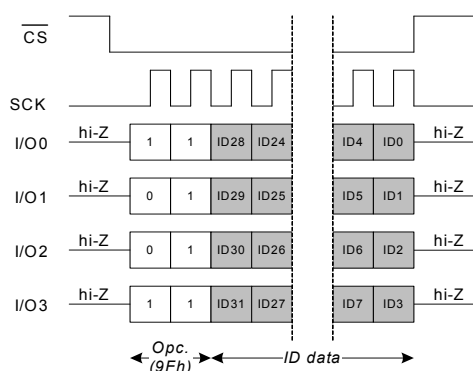 CS
SCK
I/O0 hi-Z 1 1 ID28 ID24 ID4 ID0 hi-Z
I/O1 hi-Z 0 1 ID29 ID25 ID5 ID1 hi-Z
I/O2 hi-Z 0 1 ID30 ID26 ID6 ID2 hi-Z
I/O3 hi-Z 1 1 ID31 ID27 ID7 ID3 hi-Z
Opc. ID data
(9Eh)